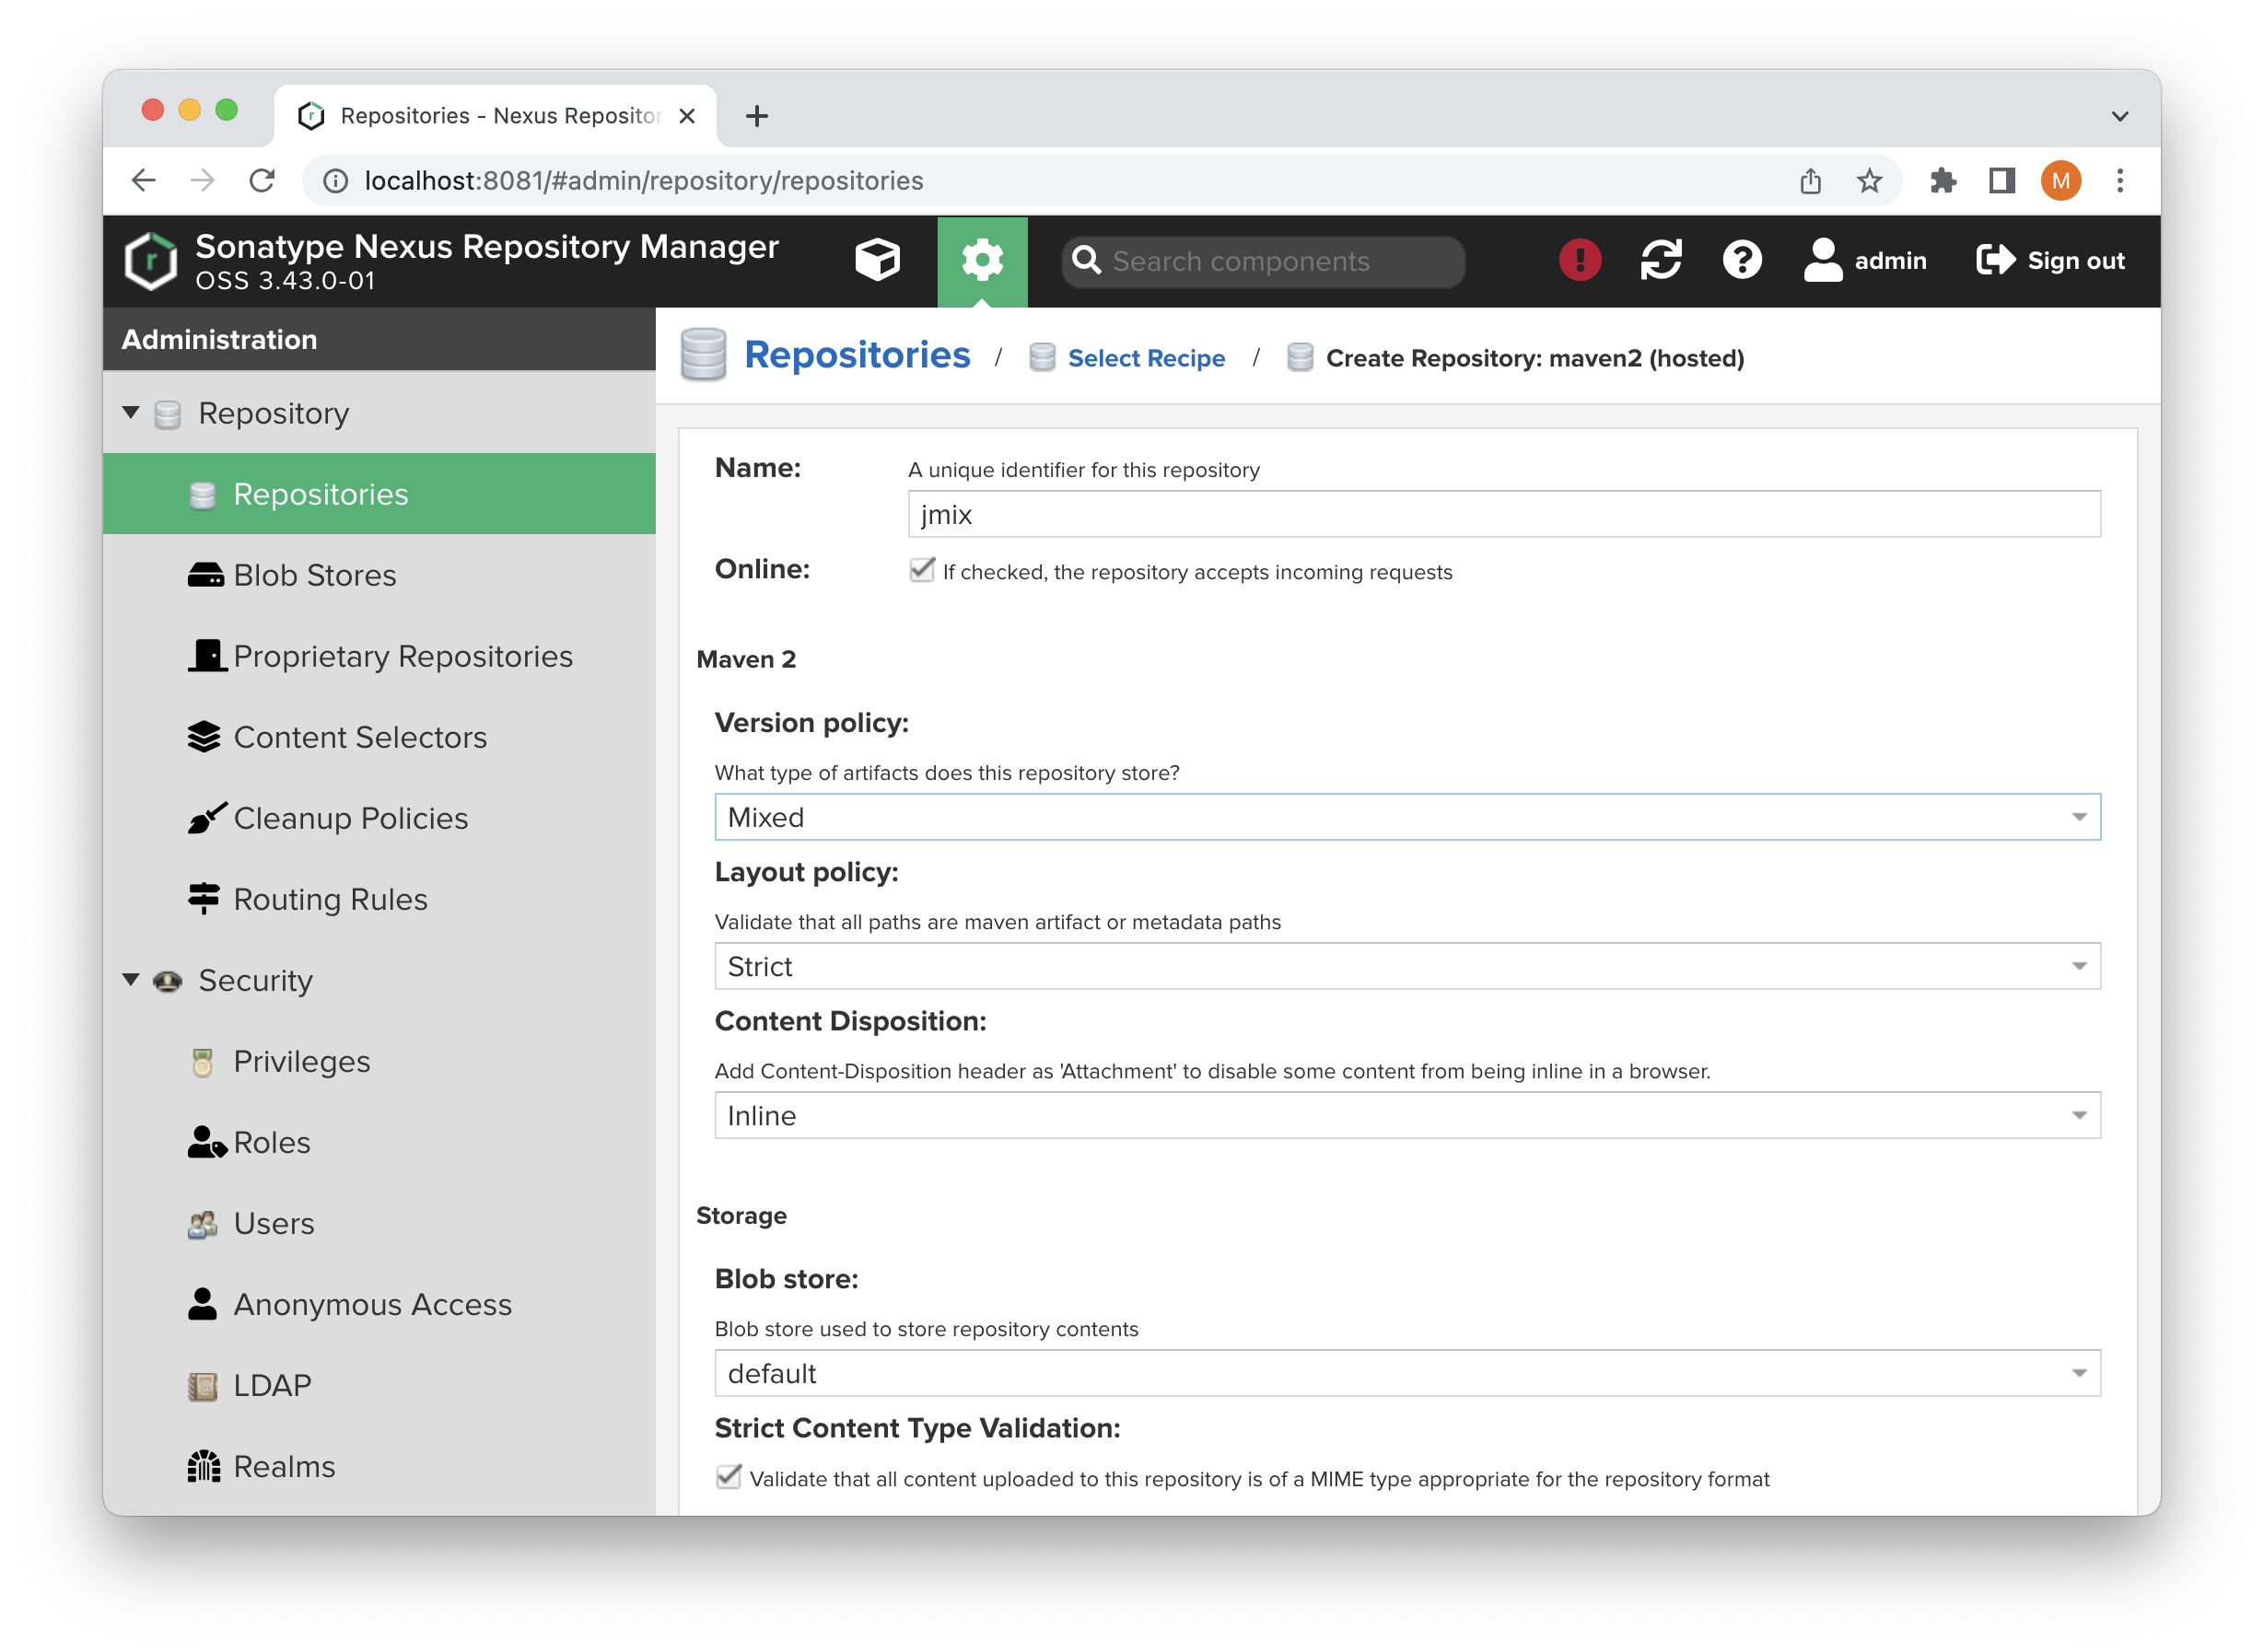 Repositories - Nexus Repositor
localhost:8081/#admin/repository/repositories
M
Sonatype Nexus Repository Manager
OSS 3.43.0-01
Search components
admin
Sign out
Administration
Repository
Repositories
Blob Stores
Proprietary Repositories
Content Selectors
Cleanup Policies
Routing Rules
Security
Privileges
Roles
Users
Anonymous Access
LDAP
Realms
Repositories / Select Recipe / Create Repository: maven2 (hosted)
Name: A unique identifier for this repository
jmix
Online: If checked, the repository accepts incoming requests
Maven 2
Version policy:
What type of artifacts does this repository store?
Mixed
Layout policy:
Validate that all paths are maven artifact or metadata paths
Strict
Content Disposition:
Add Content-Disposition header as 'Attachment' to disable some content from being inline in a browser.
Inline
Storage
Blob store:
Blob store used to store repository contents
default
Strict Content Type Validation:
Validate that all content uploaded to this repository is of a MIME type appropriate for the repository format